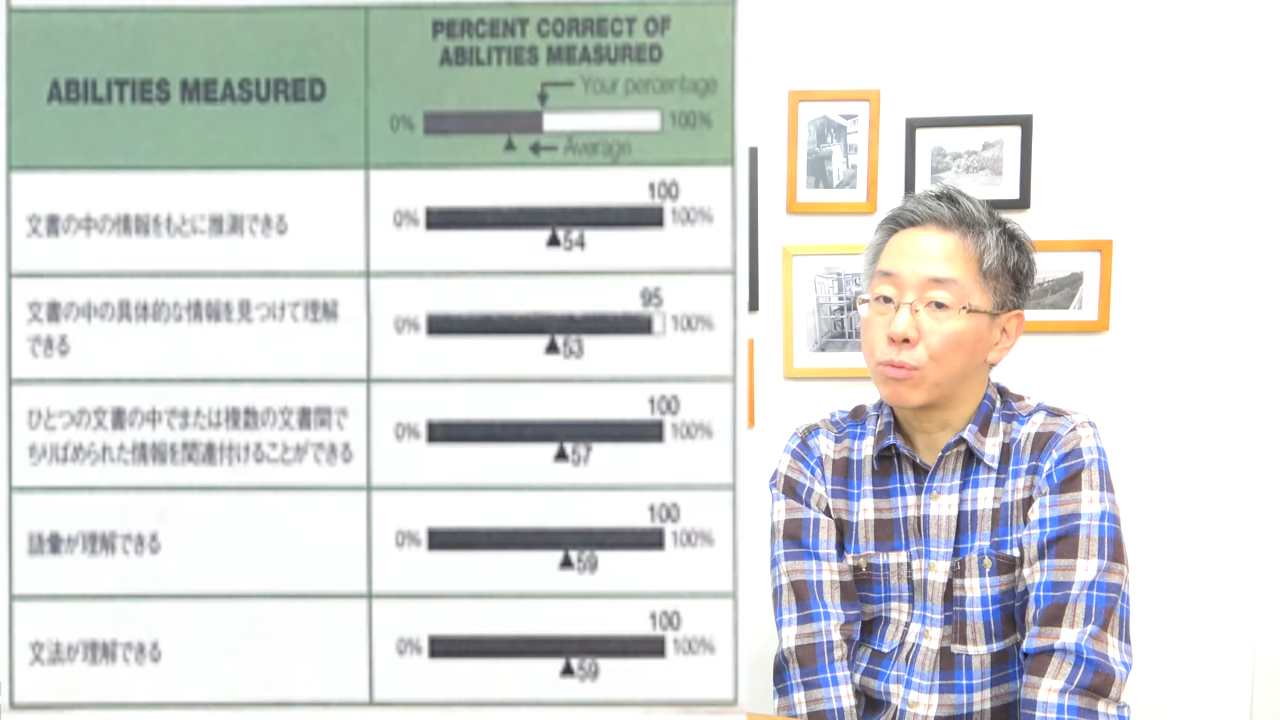 ABILITIES MEASURED
PERCENT CORRECT OF
ABILITIES MEASURED
Your percentage
0% 100%
Average
文書の中の情報をもとに推測できる
100
0% 100%
54
文書の中の具体的な情報を見つけて理解
できる
95
0% 100%
53
ひとつの文書の中でまたは複数の文書間で
ちりばめられた情報を関連付けることができる
100
0% 100%
57
語彙が理解できる
100
0% 100%
59
文法が理解できる
100
0% 100%
59